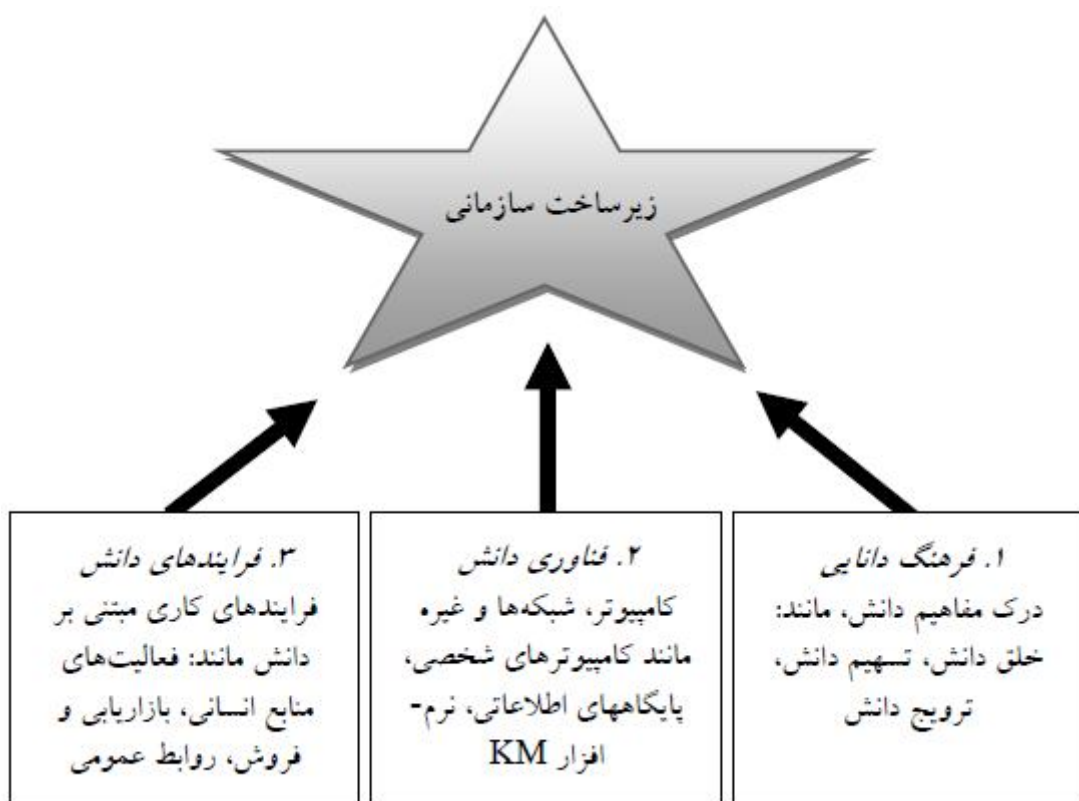 زیرساخت سازمانی
۱. فرهنگ دانایی
درک مفاهیم دانش، مانند:
خلق دانش، تسهیم دانش،
ترویج دانش
۲. فناوری دانش
کامپیوتر، شبکه‌ها و غیره
مانند کامپیوترهای شخصی،
پایگاههای اطلاعاتی، نرم-
افزار KM
۳. فرایندهای دانش
فرایندهای کاری مبتنی بر
دانش مانند: فعالیت‌های
منابع انسانی، بازاریابی و
فروش، روابط عمومی